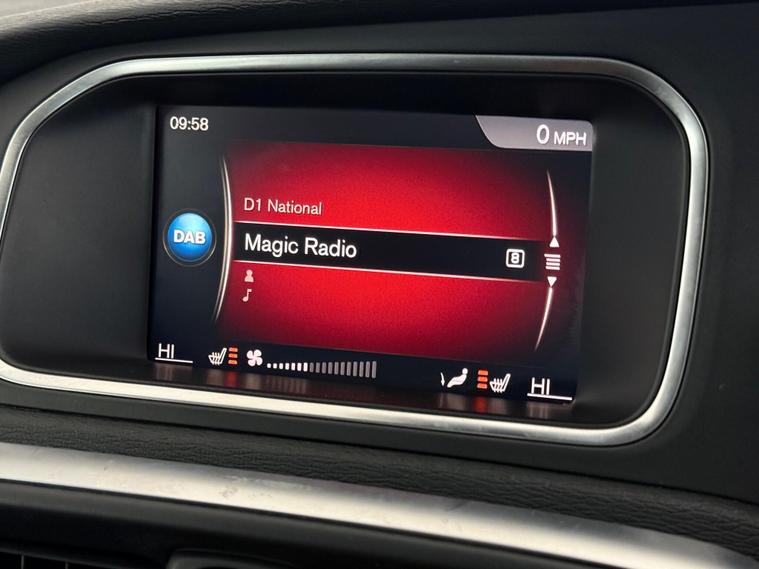 09:58
0 MPH
D1 National
DAB
Magic Radio
8
HI
HI